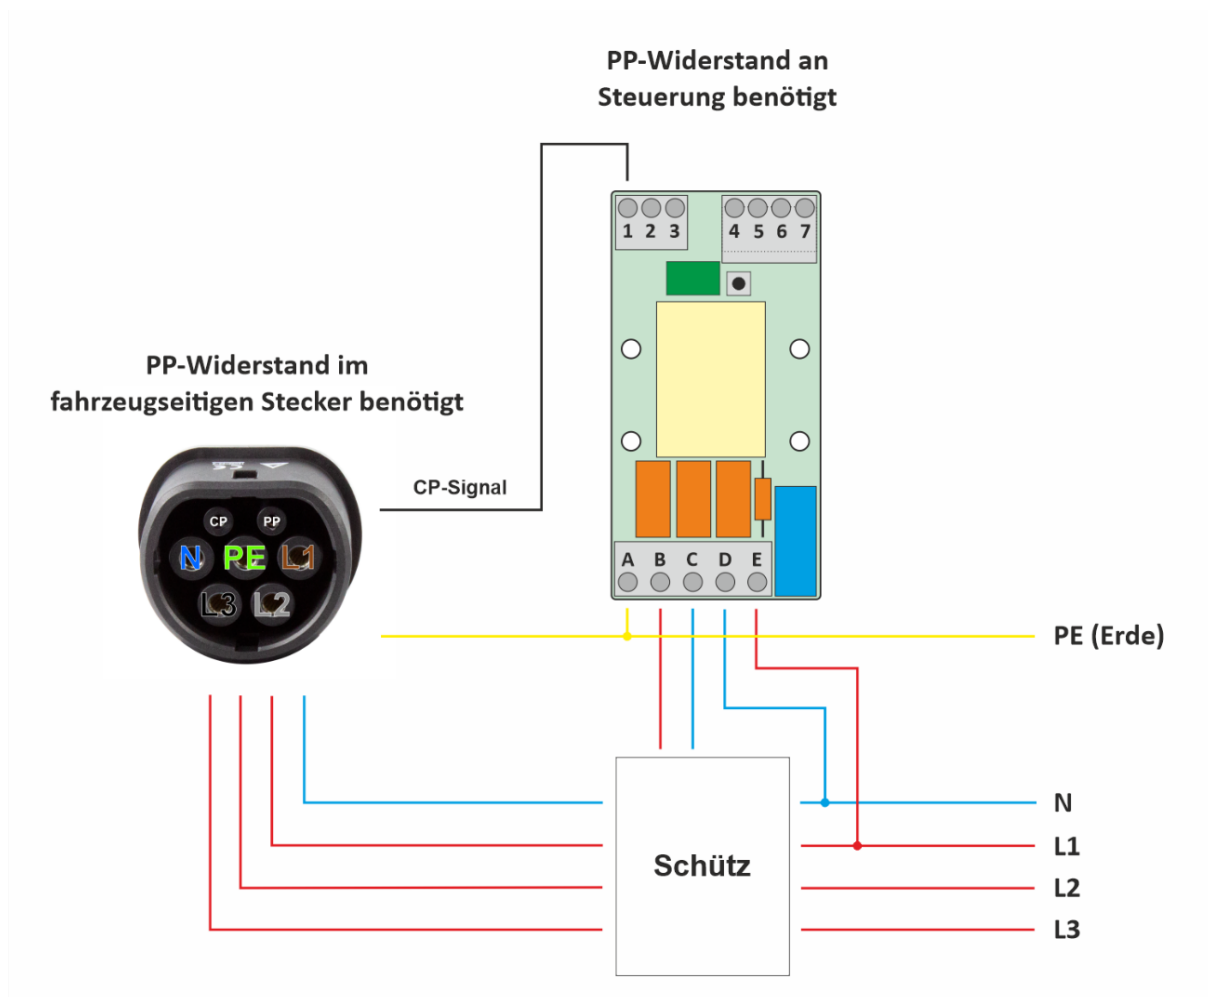 PP-Widerstand an
Steuerung benötigt
1 2 3
4 5 6 7
PP-Widerstand im
fahrzeugseitigen Stecker benötigt
CP-Signal
CP PP
N PE L1
L3 L2
A B C D E
PE (Erde)
N
L1
L2
L3
Schütz